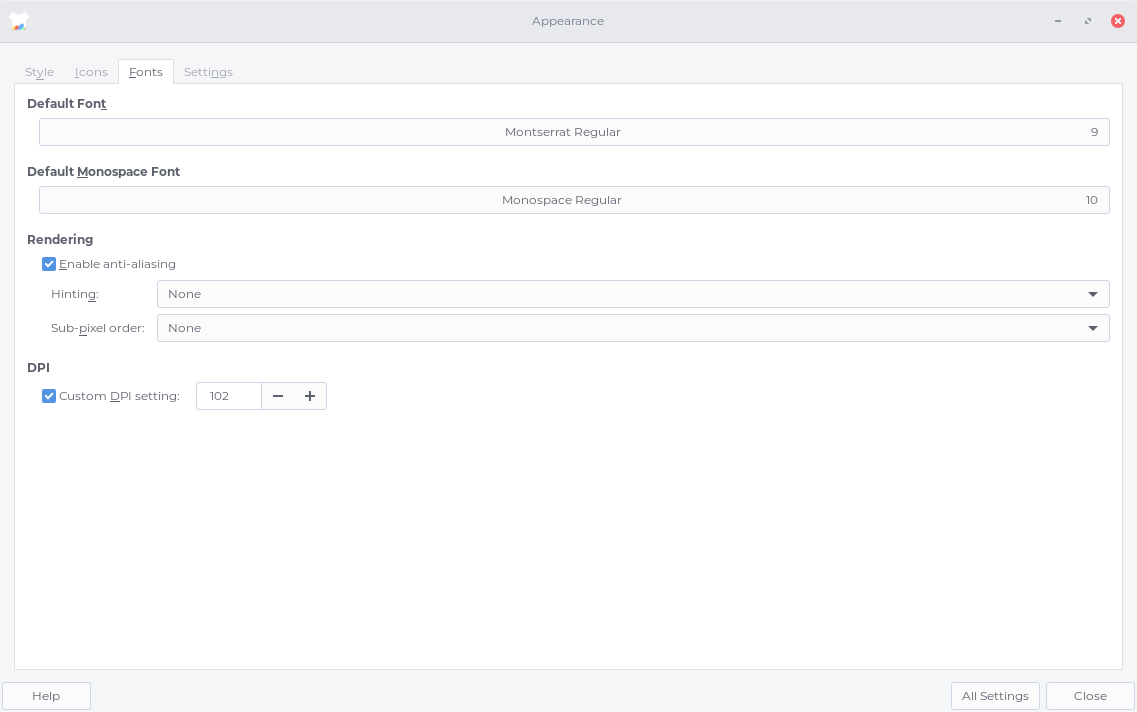 Appearance
Style Icons Fonts Settings
Default Font
Montserrat Regular 9
Default Monospace Font
Monospace Regular 10
Rendering
Enable anti-aliasing
Hinting: None
Sub-pixel order: None
DPI
Custom DPI setting: 102
Help All Settings Close